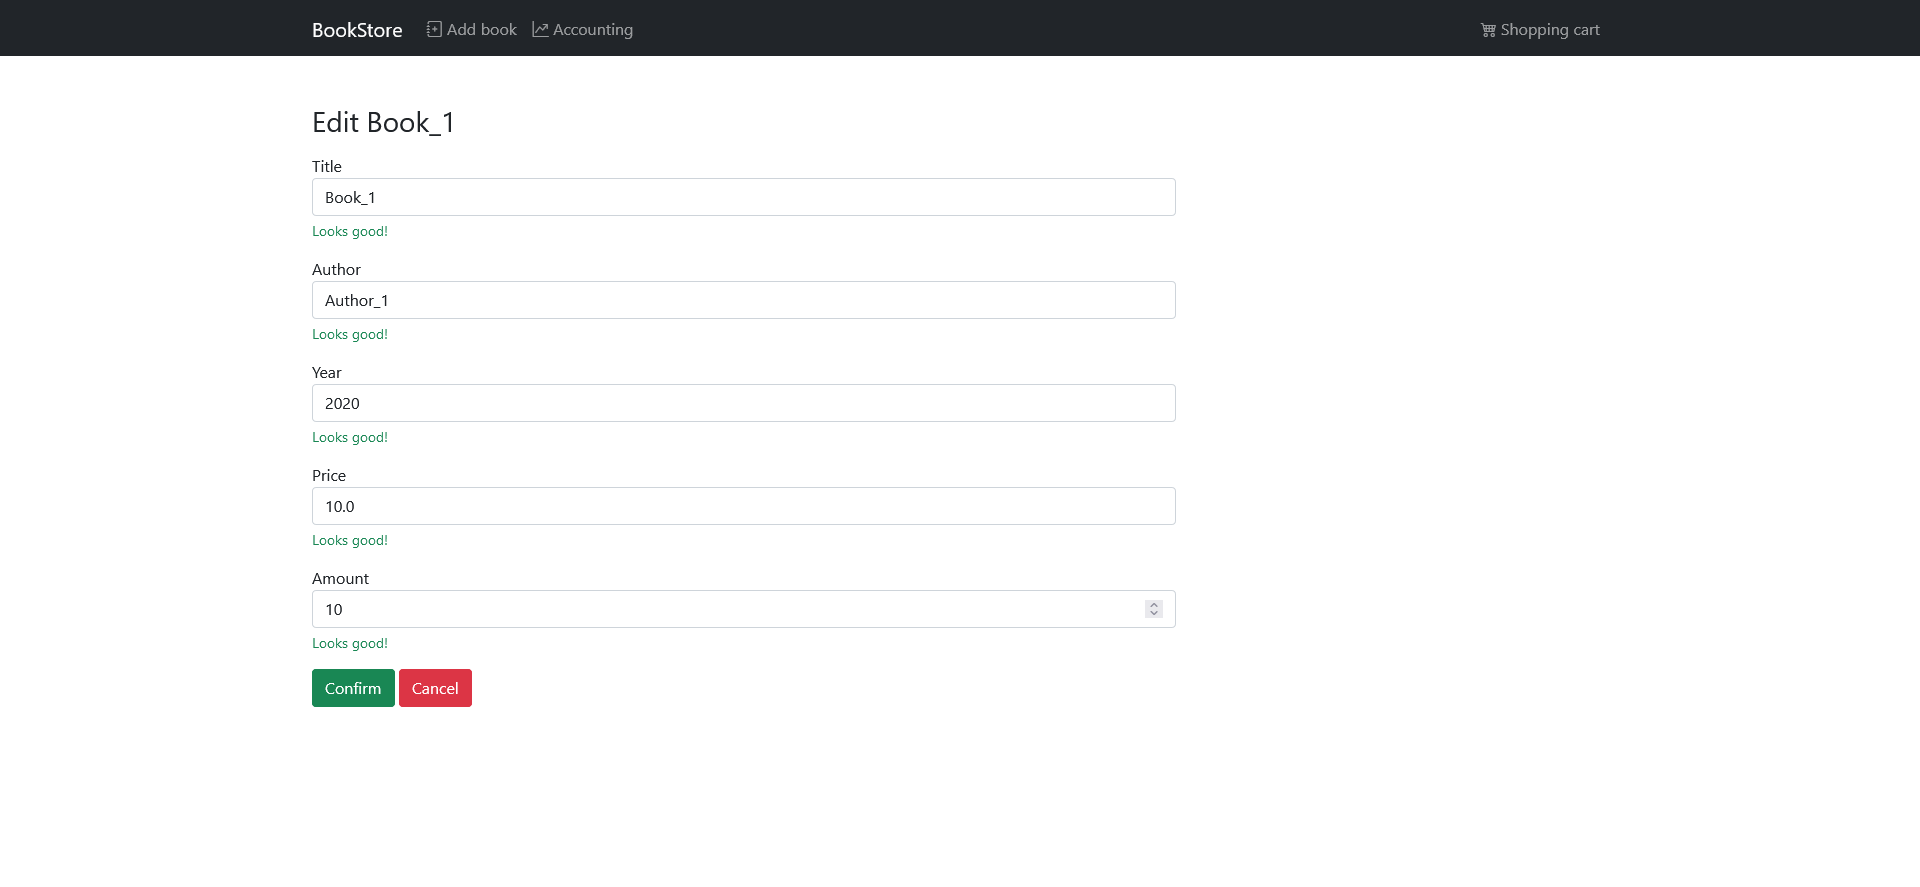 BookStore Add book Accounting Shopping cart
Edit Book_1
Title
Book_1
Looks good!
Author
Author_1
Looks good!
Year
2020
Looks good!
Price
10.0
Looks good!
Amount
10
Looks good!
Confirm Cancel